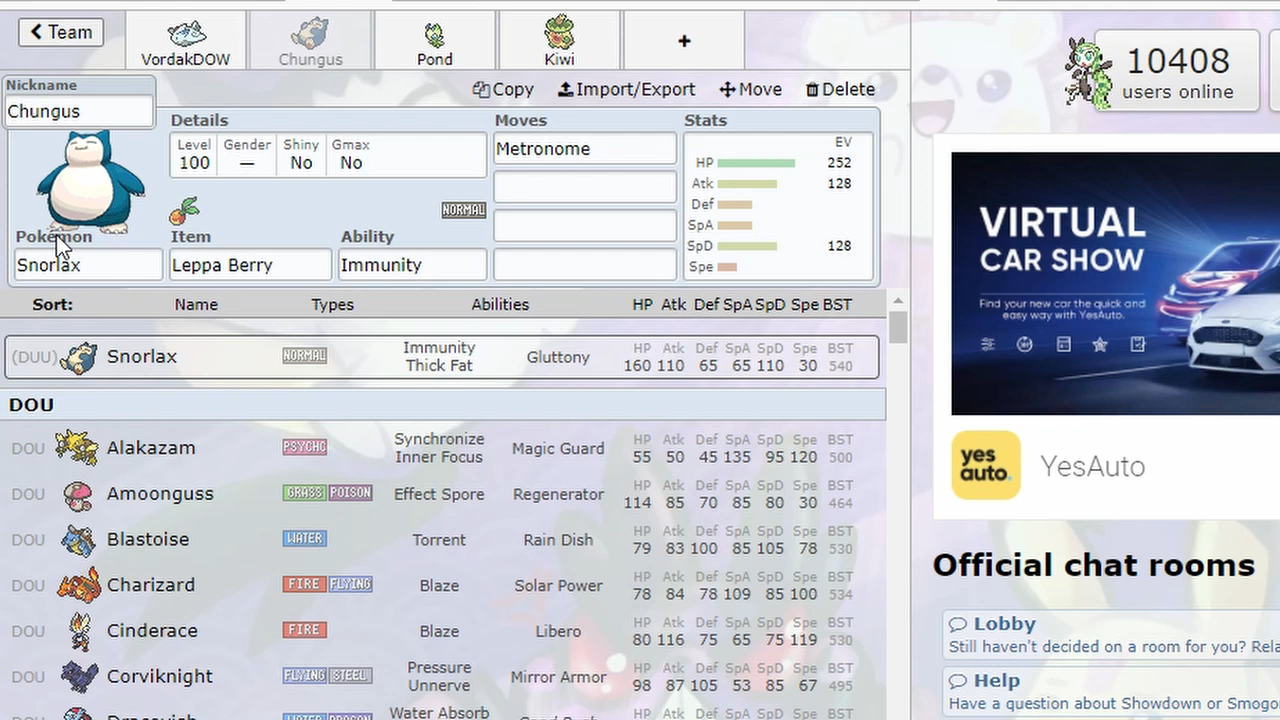 Team
VordakDOW
Chungus
Pond
Kiwi
+
Nickname
Chungus
Copy
Import/Export
Move
Delete
Details
Level Gender Shiny Gmax
100 — No No
NORMAL
Pokémon
Snorlax
Item
Leppa Berry
Ability
Immunity
Moves
Metronome
Stats
EV
HP 252
Atk 128
Def
SpA
SpD 128
Spe
Sort: Name Types Abilities HP Atk Def SpA SpD Spe BST
(DUU) Snorlax NORMAL Immunity Thick Fat Gluttony HP 160 Atk 110 Def 65 SpA 65 SpD 110 Spe 30 BST 540
DOU
DOU Alakazam PSYCHC Synchronize Inner Focus Magic Guard HP 55 Atk 50 Def 45 SpA 135 SpD 95 Spe 120 BST 500
DOU Amoonguss GRASS POISON Effect Spore Regenerator HP 114 Atk 85 Def 70 SpA 85 SpD 80 Spe 30 BST 464
DOU Blastoise WATER Torrent Rain Dish HP 79 Atk 83 Def 100 SpA 85 SpD 105 Spe 78 BST 530
DOU Charizard FIRE FLYING Blaze Solar Power HP 78 Atk 84 Def 78 SpA 109 SpD 85 Spe 100 BST 534
DOU Cinderace FIRE Blaze Libero HP 80 Atk 116 Def 75 SpA 65 SpD 75 Spe 119 BST 530
DOU Corviknight FLYING STEEL Pressure Unnerve Mirror Armor HP 98 Atk 87 Def 105 SpA 53 SpD 85 Spe 67 BST 495
DOU Water Absorb HP Atk Def SpA SpD Spe BST
10408
users online
VIRTUAL
CAR SHOW
Find your new car the quick and
easy way with YesAuto.
yes
auto.
YesAuto
Official chat rooms
Lobby
Still haven't decided on a room for you? Rela
Help
Have a question about Showdown or Smogo